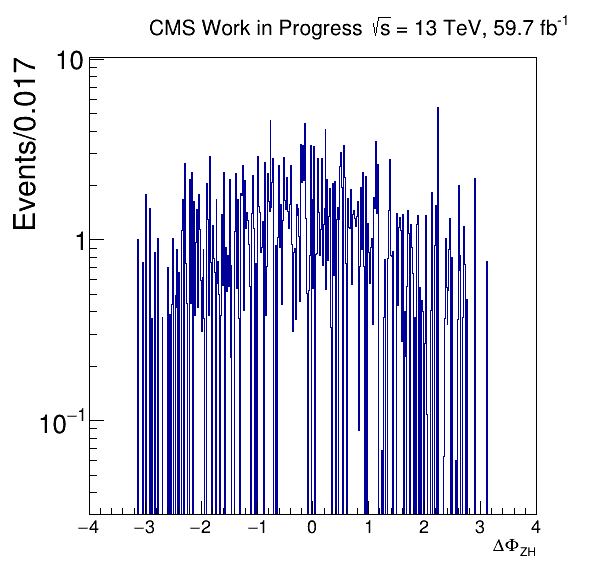 CMS Work in Progress √s = 13 TeV, 59.7 fb⁻¹
Events/0.017
10
1
10⁻¹
−4 −3 −2 −1 0 1 2 3 4
ΔΦ_ZH